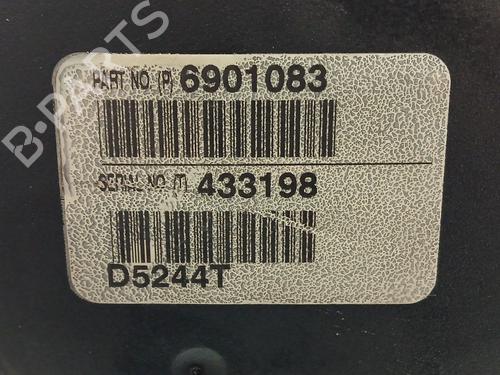 B-PARTS
PART NO. (P) 6901083
SERIAL NO. (T) 433198
D5244T